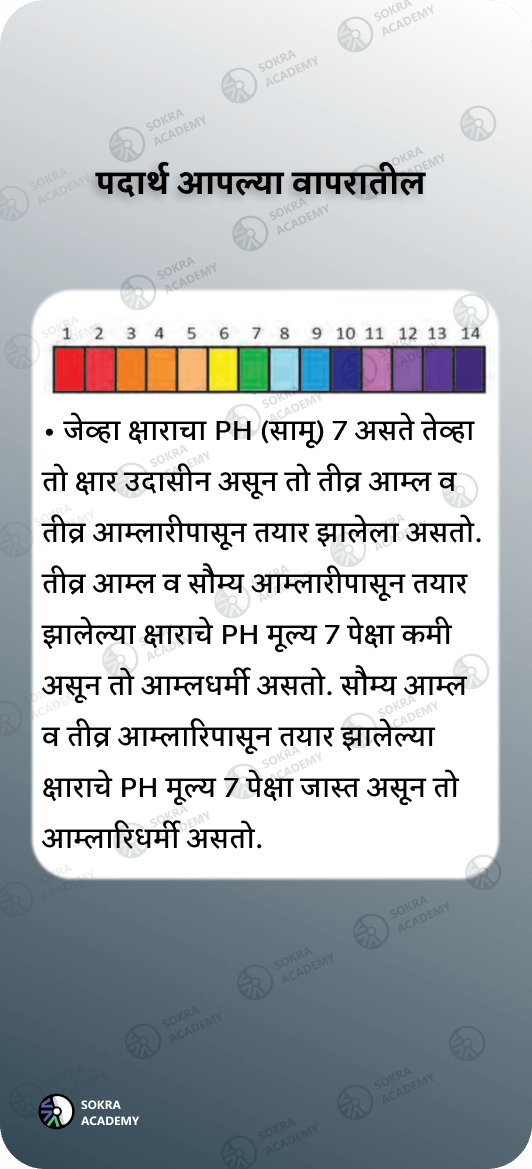 पदार्थ आपल्या वापरातील
1 2 3 4 5 6 7 8 9 10 11 12 13 14
• जेव्हा क्षाराचा PH (सामू) 7 असते तेव्हा
तो क्षार उदासीन असून तो तीव्र आम्ल व
तीव्र आम्लारीपासून तयार झालेला असतो.
तीव्र आम्ल व सौम्य आम्लारीपासून तयार
झालेल्या क्षाराचे PH मूल्य 7 पेक्षा कमी
असून तो आम्लधर्मी असतो. सौम्य आम्ल
व तीव्र आम्लारिपासून तयार झालेल्या
क्षाराचे PH मूल्य 7 पेक्षा जास्त असून तो
आम्लारिधर्मी असतो.
SOKRA
ACADEMY